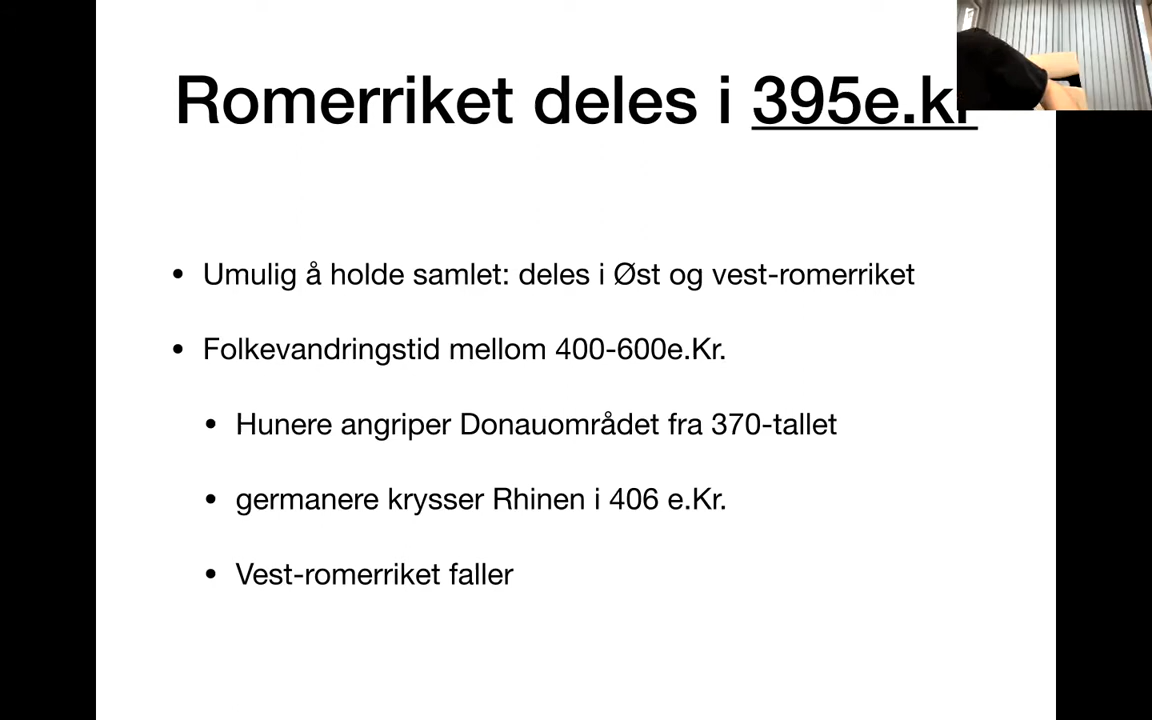 Romerriket deles i 395e.kr
• Umulig å holde samlet: deles i Øst og vest-romerriket
• Folkevandringstid mellom 400-600e.Kr.
• Hunere angriper Donauområdet fra 370-tallet
• germanere krysser Rhinen i 406 e.Kr.
• Vest-romerriket faller